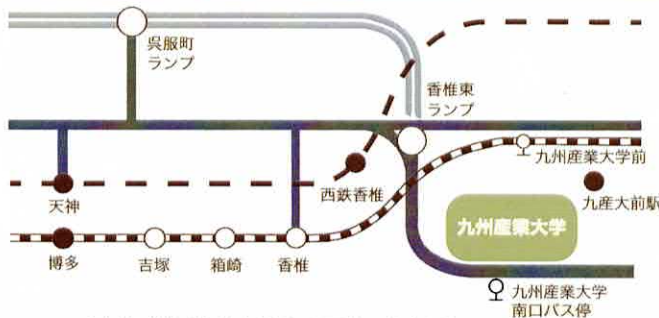 呉服町
ランプ
香椎東
ランプ
九州産業大学前
西鉄香椎
天神
九産大前駅
九州産業大学
博多
吉塚
箱崎
香椎
九州産業大学
南口バス停